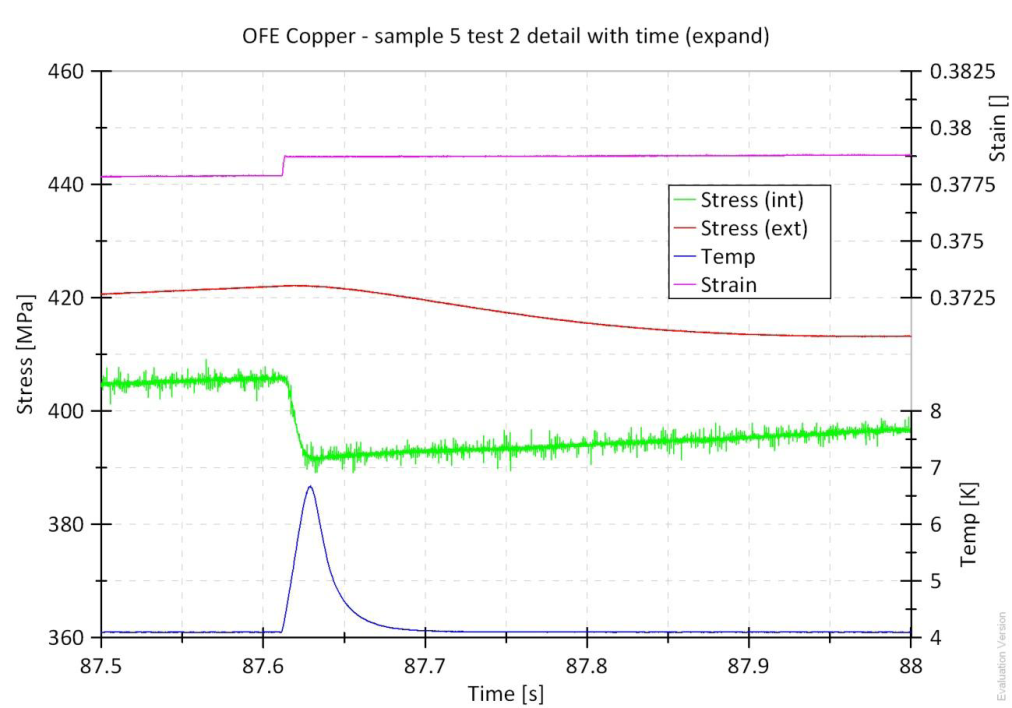 OFE Copper - sample 5 test 2 detail with time (expand)
460
440
420
400
380
360
Stress [MPa]
0.3825
0.38
0.3775
0.375
0.3725
Stain []
Stress (int)
Stress (ext)
Temp
Strain
8
7
6
5
4
Temp [K]
87.5 87.6 87.7 87.8 87.9 88
Time [s]
Evaluation Version